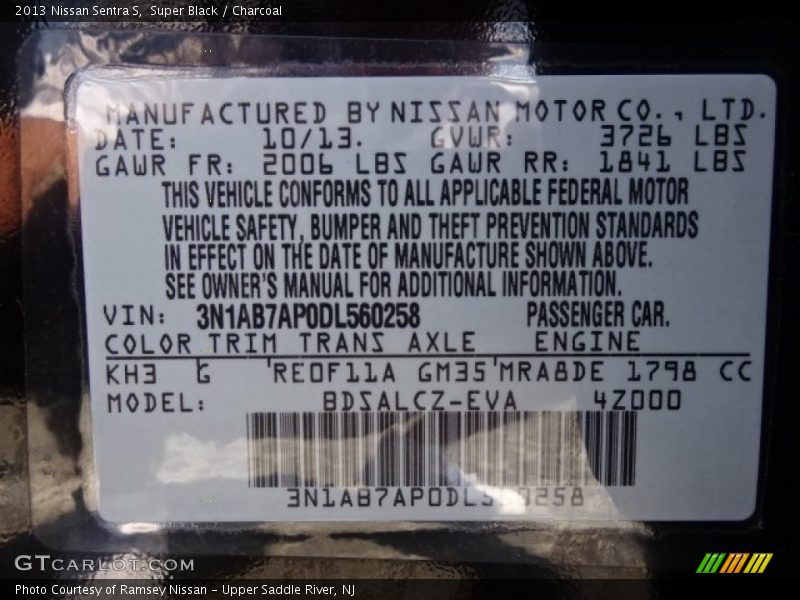 2013 Nissan Sentra S, Super Black / Charcoal
MANUFACTURED BY NISSAN MOTOR CO., LTD.
DATE: 10/13. GVWR: 3726 LBS
GAWR FR: 2006 LBS GAWR RR: 1841 LBS
THIS VEHICLE CONFORMS TO ALL APPLICABLE FEDERAL MOTOR
VEHICLE SAFETY, BUMPER AND THEFT PREVENTION STANDARDS
IN EFFECT ON THE DATE OF MANUFACTURE SHOWN ABOVE.
SEE OWNER'S MANUAL FOR ADDITIONAL INFORMATION.
VIN: 3N1AB7AP0DL560258 PASSENGER CAR.
COLOR TRIM TRANS AXLE ENGINE
KH3 G RE0F11A GM35 MRA8DE 1798 CC
MODEL: BDSALCZ-EVA 4Z000
3N1AB7AP0DL5 0258
GTCARLOT.COM
Photo Courtesy of Ramsey Nissan - Upper Saddle River, NJ